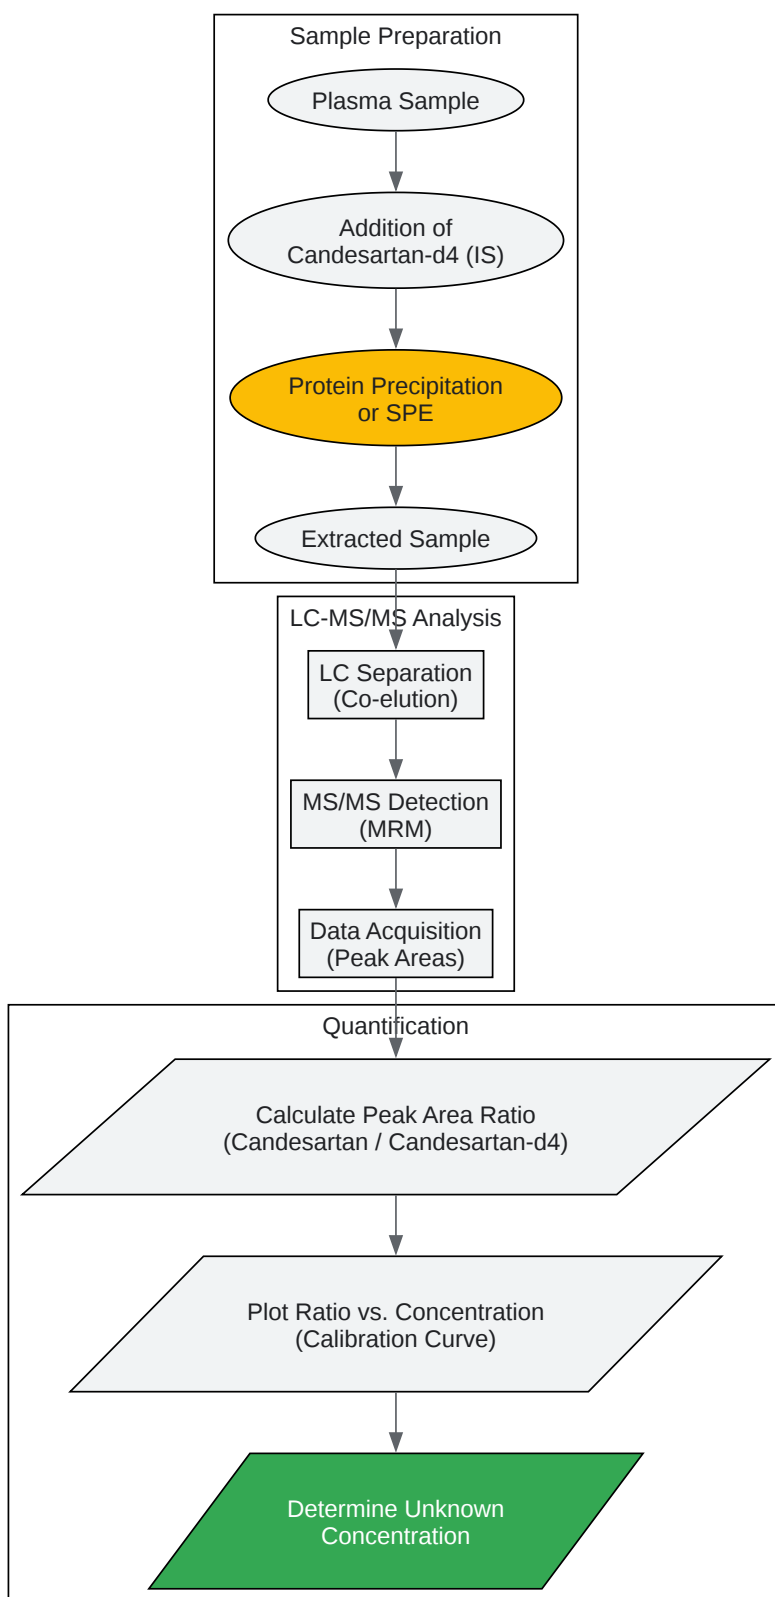 Sample Preparation
Plasma Sample
Addition of
Candesartan-d4 (IS)
Protein Precipitation
or SPE
Extracted Sample
LC-MS/MS Analysis
LC Separation
(Co-elution)
MS/MS Detection
(MRM)
Data Acquisition
(Peak Areas)
Quantification
Calculate Peak Area Ratio
(Candesartan / Candesartan-d4)
Plot Ratio vs. Concentration
(Calibration Curve)
Determine Unknown
Concentration